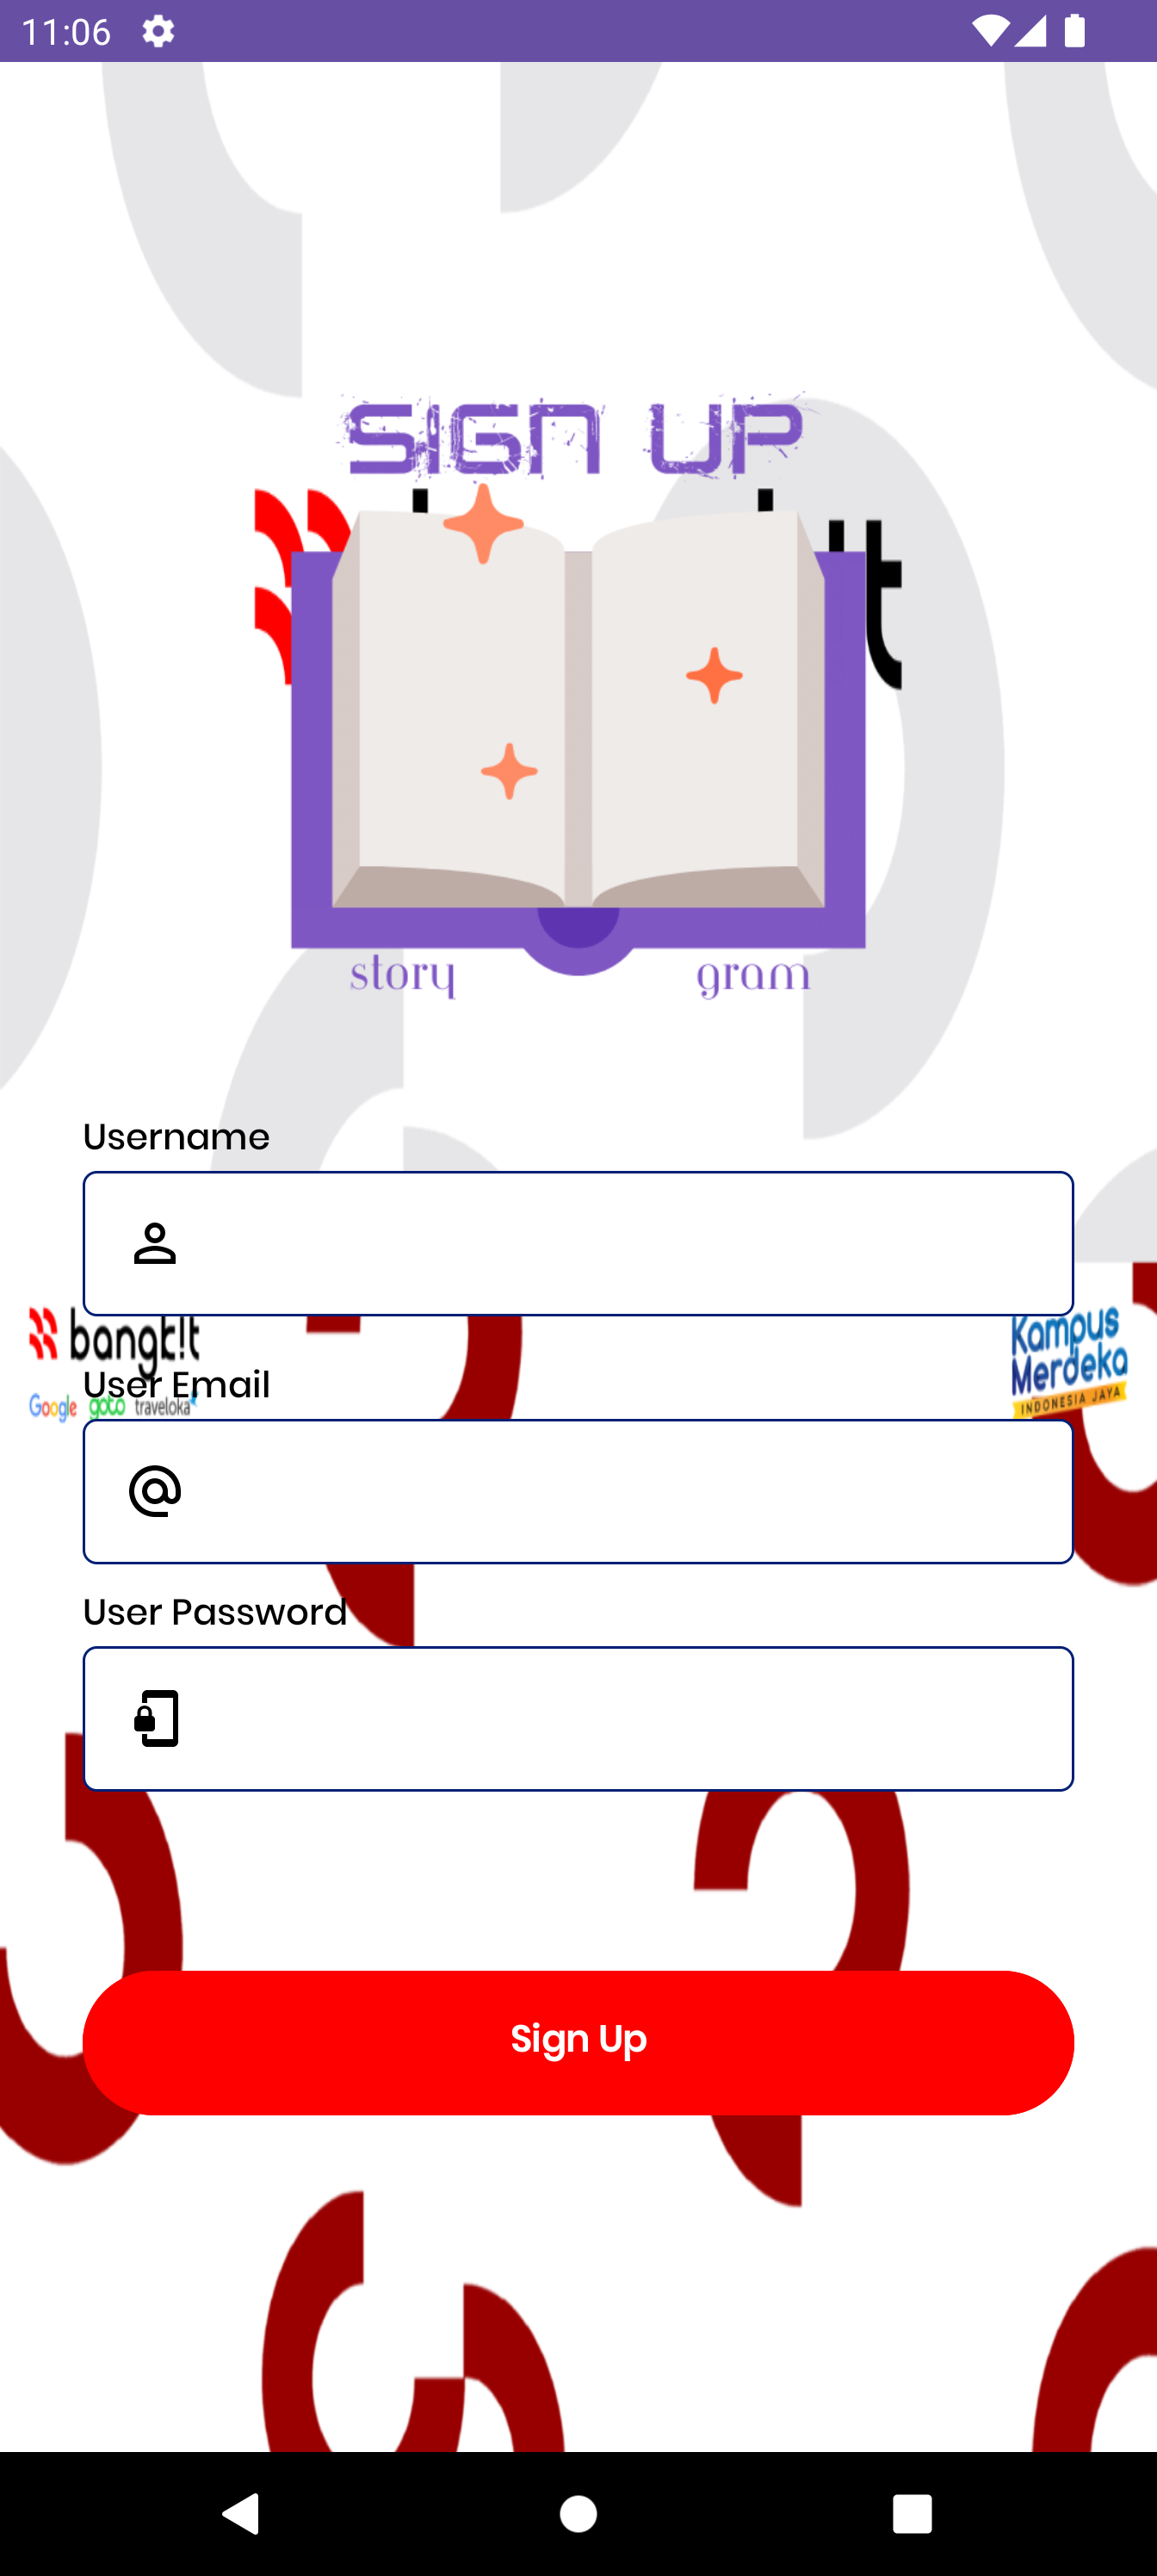 11:06
SIGN UP
!t
story gram
Username
bangk!t
Kampus
Merdeka
INDONESIA JAYA
User Email
Google goto traveloka
User Password
Sign Up